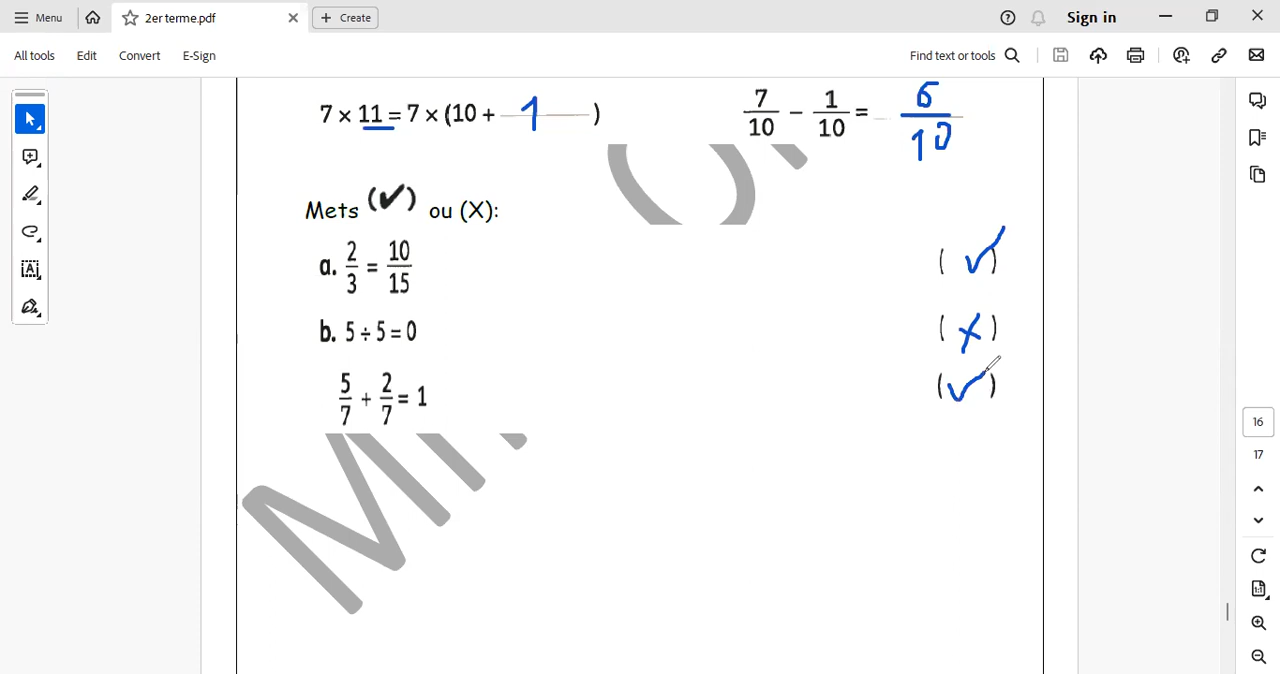 Menu
2er terme.pdf
Create
Sign in
All tools Edit Convert E-Sign
Find text or tools
7 × 11 = 7 × (10 + 1 )
7/10 − 1/10 = 6/10
Mets (✔) ou (X):
a. 2/3 = 10/15 ( ✓ )
b. 5 ÷ 5 = 0 ( X )
5/7 + 2/7 = 1 ( ✓ )
16
17